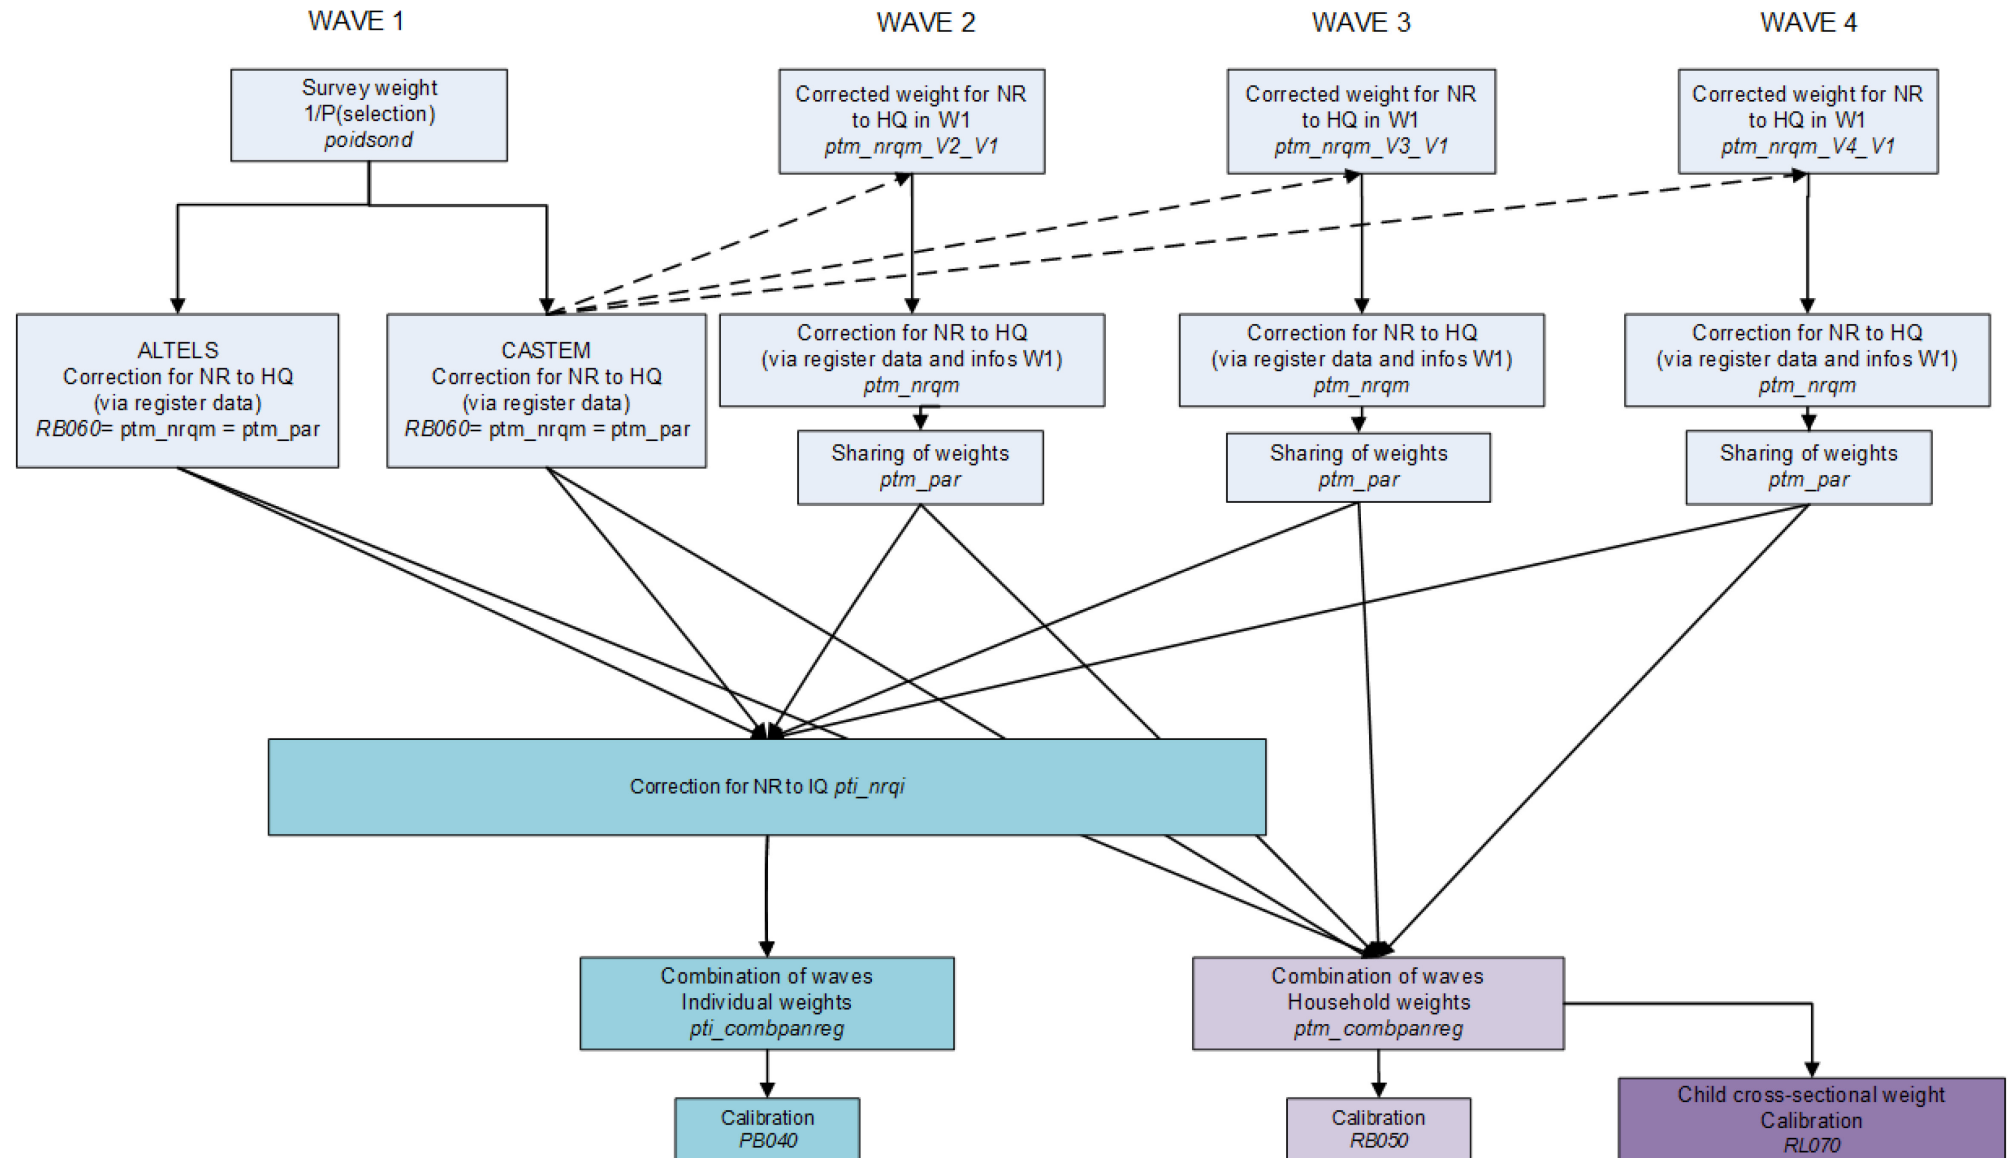 WAVE 1
WAVE 2
WAVE 3
WAVE 4
Survey weight
1/P(selection)
poidsond
Corrected weight for NR
to HQ in W1
ptm_nrqm_V2_V1
Corrected weight for NR
to HQ in W1
ptm_nrqm_V3_V1
Corrected weight for NR
to HQ in W1
ptm_nrqm_V4_V1
ALTELS
Correction for NR to HQ
(via register data)
RB060= ptm_nrqm = ptm_par
CASTEM
Correction for NR to HQ
(via register data)
RB060= ptm_nrqm = ptm_par
Correction for NR to HQ
(via register data and infos W1)
ptm_nrqm
Correction for NR to HQ
(via register data and infos W1)
ptm_nrqm
Correction for NR to HQ
(via register data and infos W1)
ptm_nrqm
Sharing of weights
ptm_par
Sharing of weights
ptm_par
Sharing of weights
ptm_par
Correction for NR to IQ pti_nrqi
Combination of waves
Individual weights
pti_combpanreg
Combination of waves
Household weights
ptm_combpanreg
Calibration
PB040
Calibration
RB050
Child cross-sectional weight
Calibration
RL070